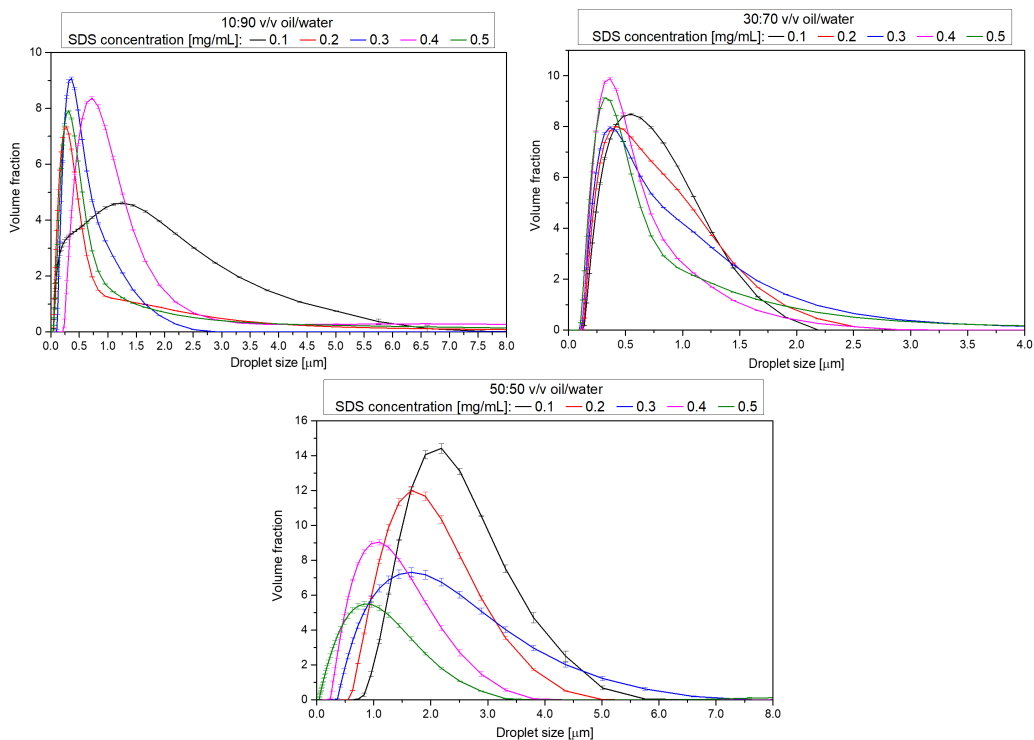 10:90 v/v oil/water
SDS concentration [mg/mL]: 0.1 0.2 0.3 0.4 0.5
10
8
6
4
2
0
0.0 0.5 1.0 1.5 2.0 2.5 3.0 3.5 4.0 4.5 5.0 5.5 6.0 6.5 7.0 7.5 8.0
Volume fraction
Droplet size [μm]
30:70 v/v oil/water
SDS concentration [mg/mL]: 0.1 0.2 0.3 0.4 0.5
10
8
6
4
2
0
0.0 0.5 1.0 1.5 2.0 2.5 3.0 3.5 4.0
Volume fraction
Droplet size [μm]
50:50 v/v oil/water
SDS concentration [mg/mL]: 0.1 0.2 0.3 0.4 0.5
16
14
12
10
8
6
4
2
0
0.0 1.0 2.0 3.0 4.0 5.0 6.0 7.0 8.0
Volume fraction
Droplet size [μm]